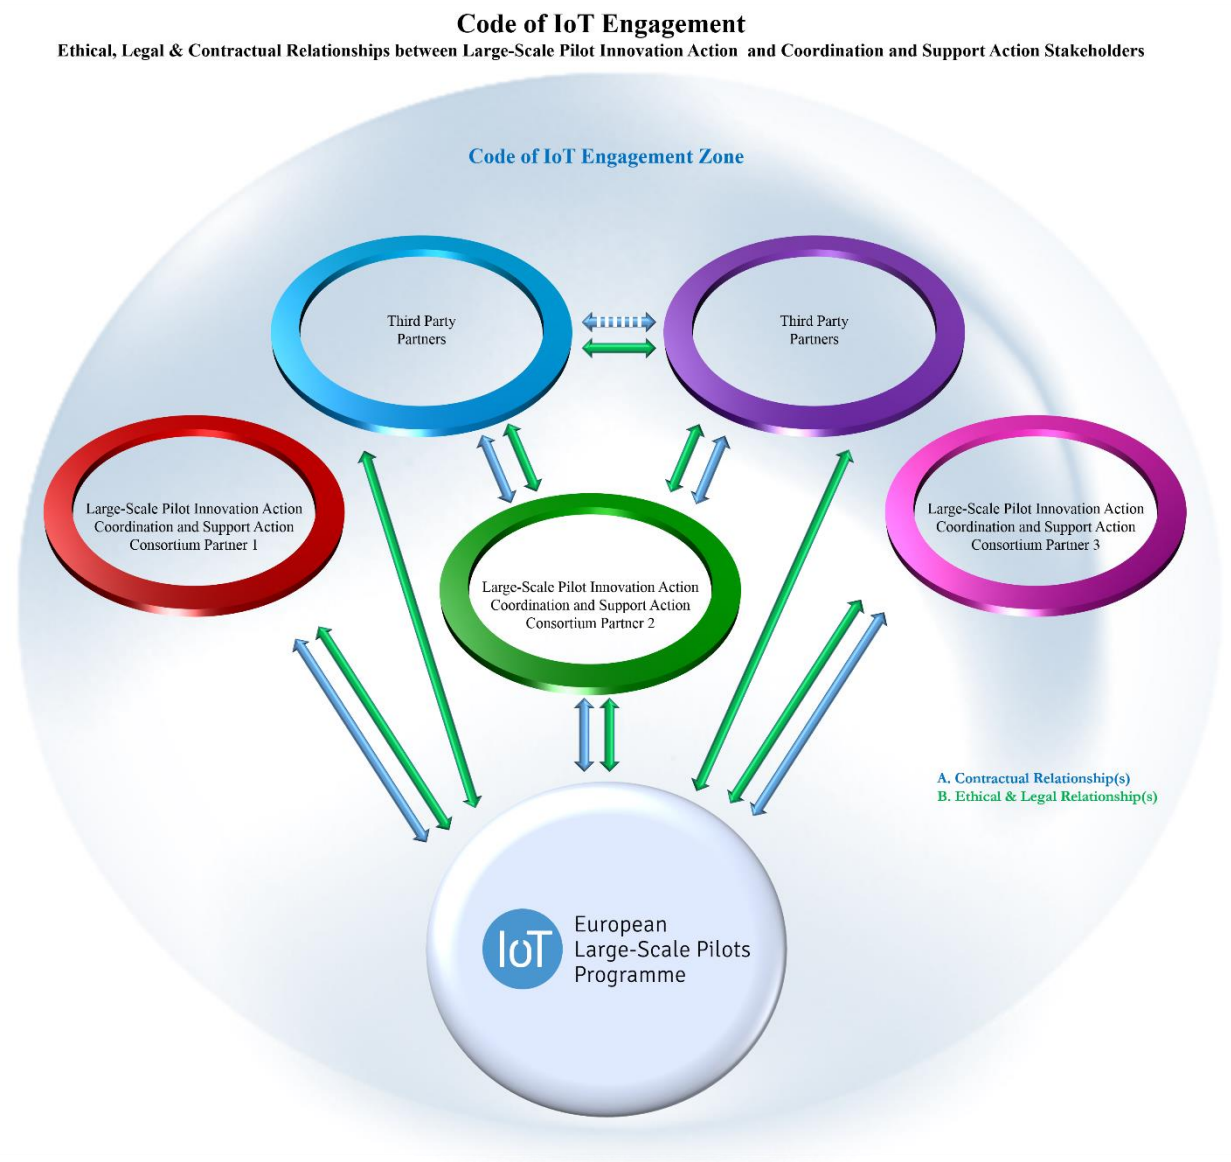 Code of IoT Engagement
Ethical, Legal & Contractual Relationships between Large-Scale Pilot Innovation Action and Coordination and Support Action Stakeholders
Code of IoT Engagement Zone
Third Party
Partners
Third Party
Partners
Large-Scale Pilot Innovation Action
Coordination and Support Action
Consortium Partner 1
Large-Scale Pilot Innovation Action
Coordination and Support Action
Consortium Partner 3
Large-Scale Pilot Innovation Action
Coordination and Support Action
Consortium Partner 2
A. Contractual Relationship(s)
B. Ethical & Legal Relationship(s)
IoT
European
Large-Scale Pilots
Programme